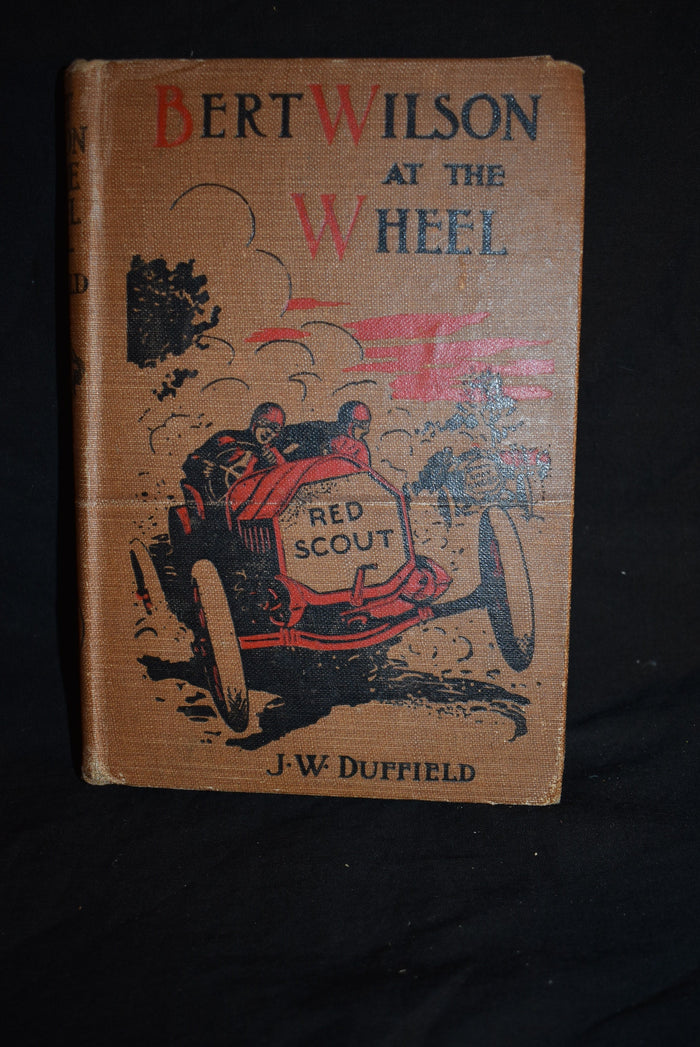 BERT WILSON
AT THE
WHEEL
RED
SCOUT
J·W·DUFFIELD